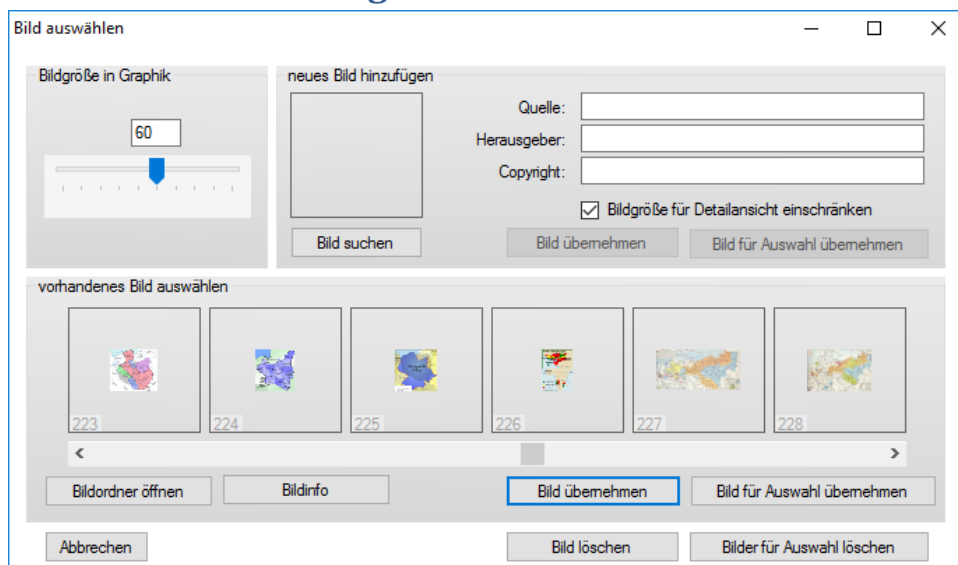 Bild auswählen
Bildgröße in Graphik
60
neues Bild hinzufügen
Quelle:
Herausgeber:
Copyright:
Bildgröße für Detailansicht einschränken
Bild suchen
Bild übernehmen
Bild für Auswahl übernehmen
vorhandenes Bild auswählen
223
224
225
226
227
228
Bildordner öffnen
Bildinfo
Bild übernehmen
Bild für Auswahl übernehmen
Abbrechen
Bild löschen
Bilder für Auswahl löschen